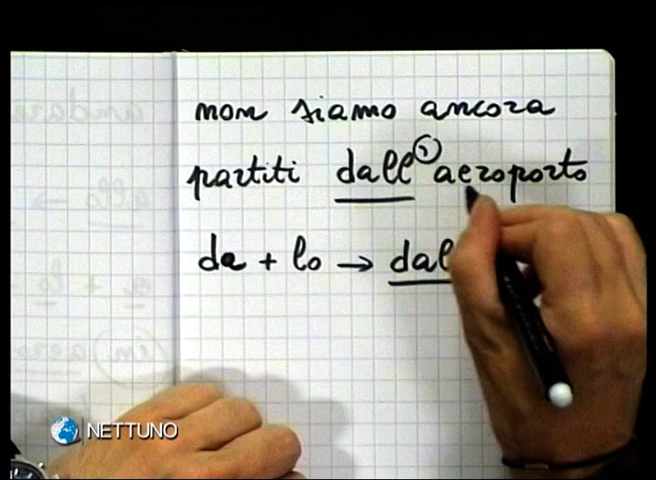 non siamo ancora
partiti dall'aeroporto
da + lo → dal
NETTUNO